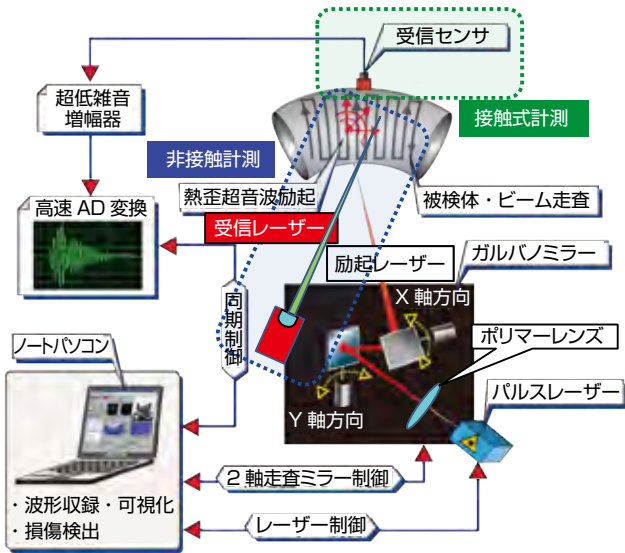 受信センサ
超低雑音
増幅器
接触式計測
非接触計測
熱歪超音波励起
被検体・ビーム走査
高速 AD 変換
受信レーザー
励起レーザー
ガルバノミラー
X 軸方向
同期制御
ポリマーレンズ
ノートパソコン
パルスレーザー
Y 軸方向
2 軸走査ミラー制御
・波形収録・可視化
・損傷検出
レーザー制御